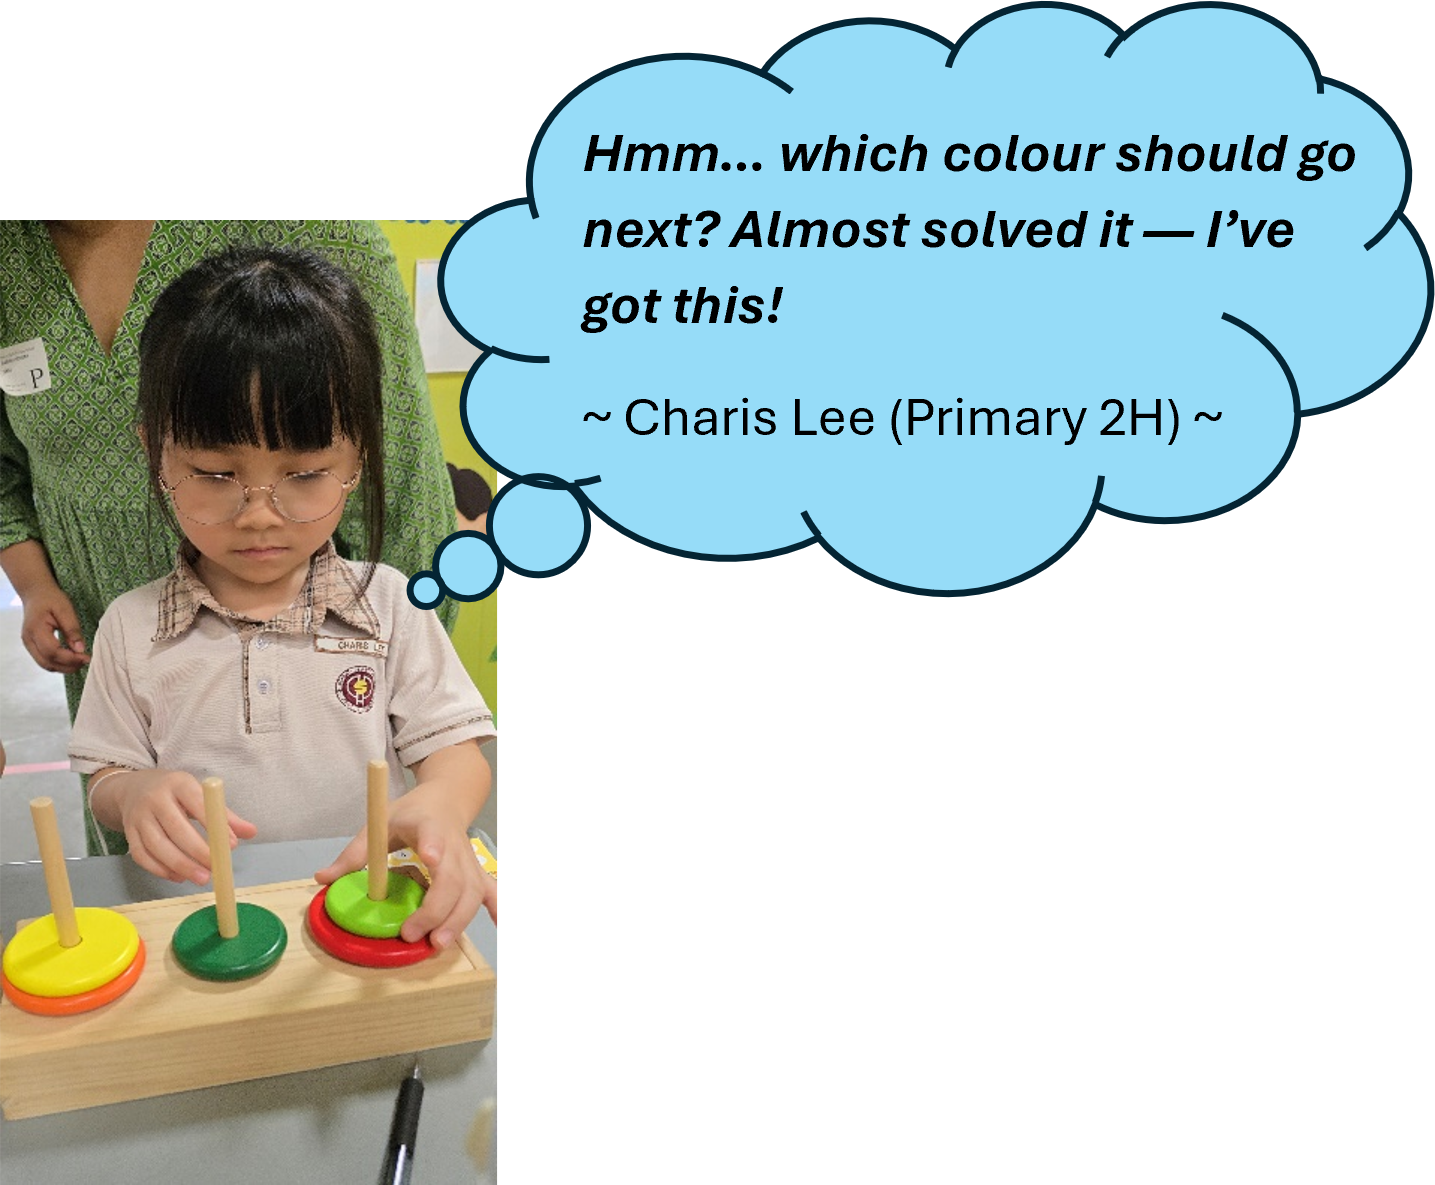 Hmm... which colour should go
next? Almost solved it — I’ve
got this!
~ Charis Lee (Primary 2H) ~
P
CHARIS LEE